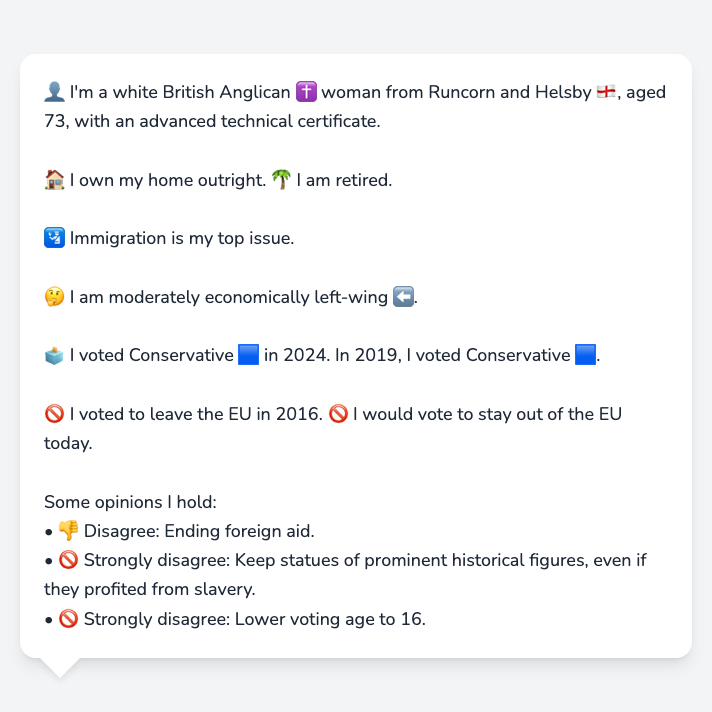 👤 I'm a white British Anglican ✝️ woman from Runcorn and Helsby 🏴󠁧󠁢󠁥󠁮󠁧󠁿, aged
73, with an advanced technical certificate.
🏠 I own my home outright. 🌴 I am retired.
🛂 Immigration is my top issue.
🤔 I am moderately economically left-wing ⬅️.
🗳️ I voted Conservative 🟦 in 2024. In 2019, I voted Conservative 🟦.
🚫 I voted to leave the EU in 2016. 🚫 I would vote to stay out of the EU
today.
Some opinions I hold:
• 👎 Disagree: Ending foreign aid.
• 🚫 Strongly disagree: Keep statues of prominent historical figures, even if
they profited from slavery.
• 🚫 Strongly disagree: Lower voting age to 16.